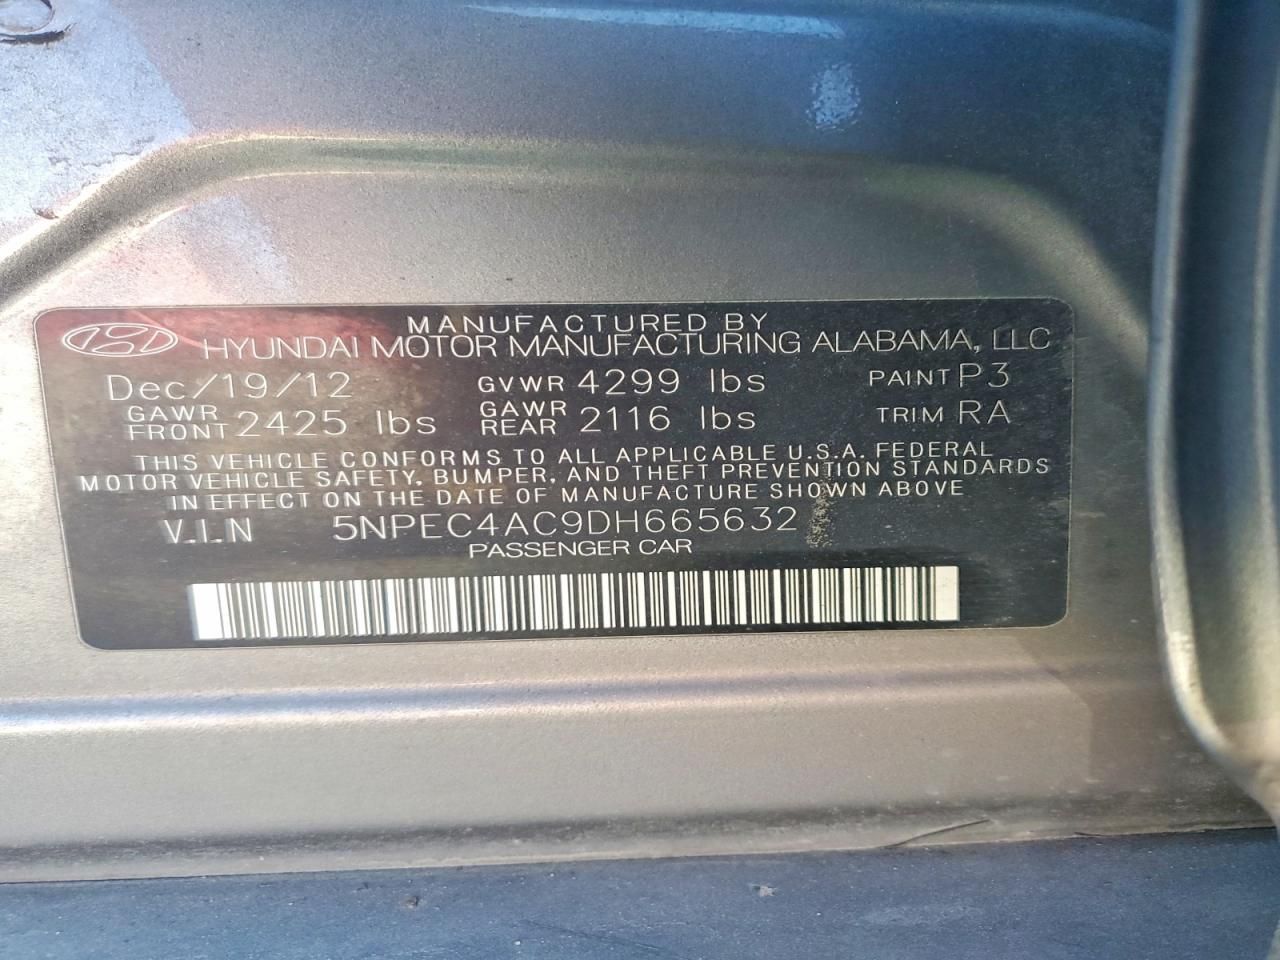 MANUFACTURED BY
HYUNDAI MOTOR MANUFACTURING ALABAMA, LLC
Dec/19/12 GVWR 4299 lbs PAINT P3
GAWR FRONT 2425 lbs GAWR REAR 2116 lbs TRIM RA
THIS VEHICLE CONFORMS TO ALL APPLICABLE U.S.A. FEDERAL
MOTOR VEHICLE SAFETY, BUMPER, AND THEFT PREVENTION STANDARDS
IN EFFECT ON THE DATE OF MANUFACTURE SHOWN ABOVE
V.I.N 5NPEC4AC9DH665632
PASSENGER CAR